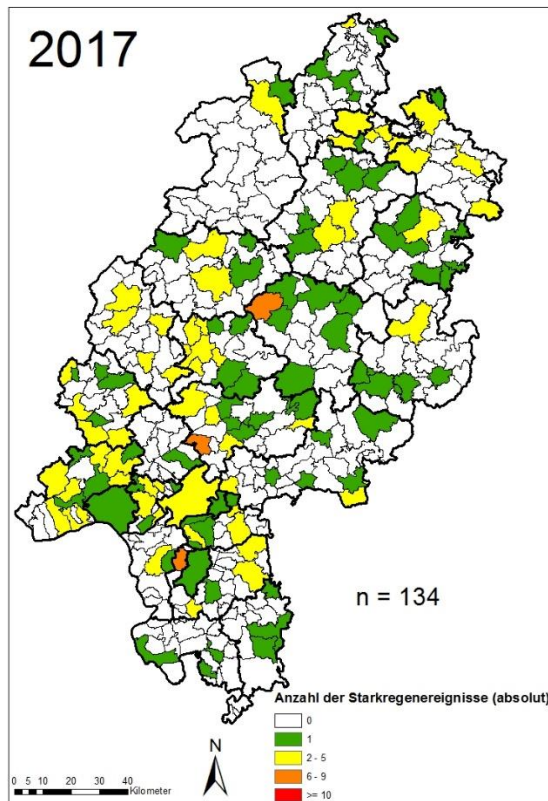 2017
n = 134
Anzahl der Starkregenereignisse (absolut)
0
1
2 - 5
6 - 9
>= 10
N
0 5 10 20 30 40
Kilometer